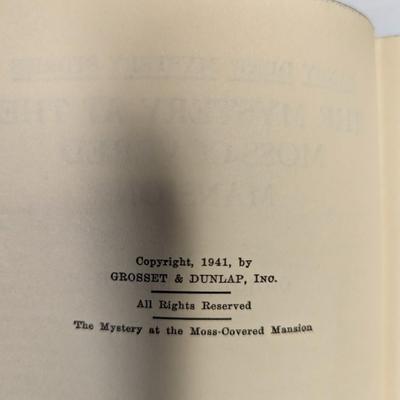 Copyright, 1941, by
GROSSET & DUNLAP, INC.
All Rights Reserved
The Mystery at the Moss-Covered Mansion